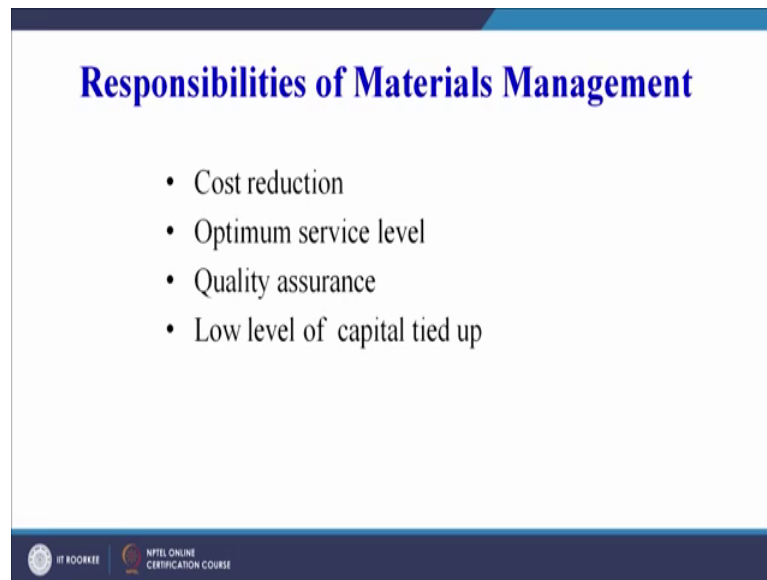 Responsibilities of Materials Management
• Cost reduction
• Optimum service level
• Quality assurance
• Low level of capital tied up
IIT ROORKEE
NPTEL ONLINE
CERTIFICATION COURSE